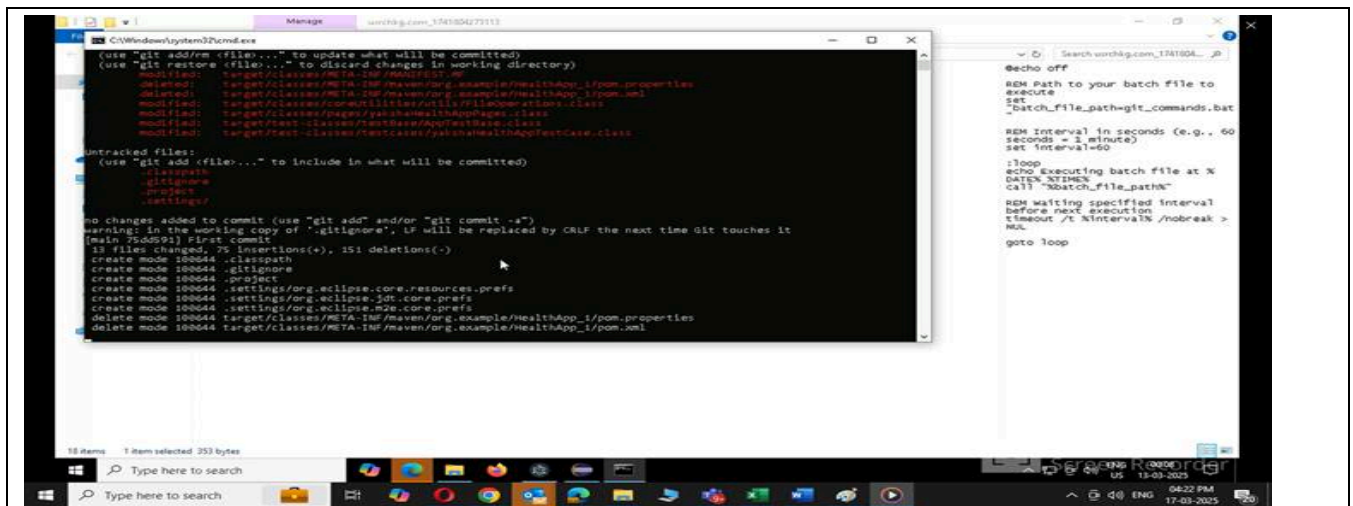 Manage
C:\Windows\system32\cmd.exe
(use "git add/rm <file>..." to update what will be committed)
(use "git restore <file>..." to discard changes in working directory)
modified: target/classes/META-INF/MANIFEST.MF
deleted: target/classes/META-INF/maven/org.example/HealthApp_1/pom.properties
deleted: target/classes/META-INF/maven/org.example/HealthApp_1/pom.xml
modified: target/classes/coreUtilities/utils/FileOperations.class
modified: target/classes/pages/yakshaHealthAppPages.class
modified: target/test-classes/testBase/AppTestBase.class
modified: target/test-classes/testcases/yakshaHealthAppTestCase.class
Untracked files:
(use "git add <file>..." to include in what will be committed)
.classpath
.gitignore
.project
.settings/
no changes added to commit (use "git add" and/or "git commit -a")
warning: in the working copy of '.gitignore', LF will be replaced by CRLF the next time Git touches it
[main 75dd591] First commit
13 files changed, 75 insertions(+), 151 deletions(-)
create mode 100644 .classpath
create mode 100644 .gitignore
create mode 100644 .project
create mode 100644 .settings/org.eclipse.core.resources.prefs
create mode 100644 .settings/org.eclipse.jdt.core.prefs
create mode 100644 .settings/org.eclipse.m2e.core.prefs
delete mode 100644 target/classes/META-INF/maven/org.example/HealthApp_1/pom.properties
delete mode 100644 target/classes/META-INF/maven/org.example/HealthApp_1/pom.xml
@echo off
REM Path to your batch file to
execute
set
"batch_file_path=git_commands.bat
"
REM Interval in seconds (e.g., 60
seconds = 1 minute)
set interval=60
:loop
echo Executing batch file at %
DATE% %TIME%
call "%batch_file_path%"
REM Waiting specified interval
before next execution
timeout /t %interval% /nobreak >
NUL
goto loop
18 items 1 item selected 353 bytes
Type here to search
ENG
US 13-03-2025
Screen Recorder
Type here to search
ENG 04:22 PM
17-03-2025
20